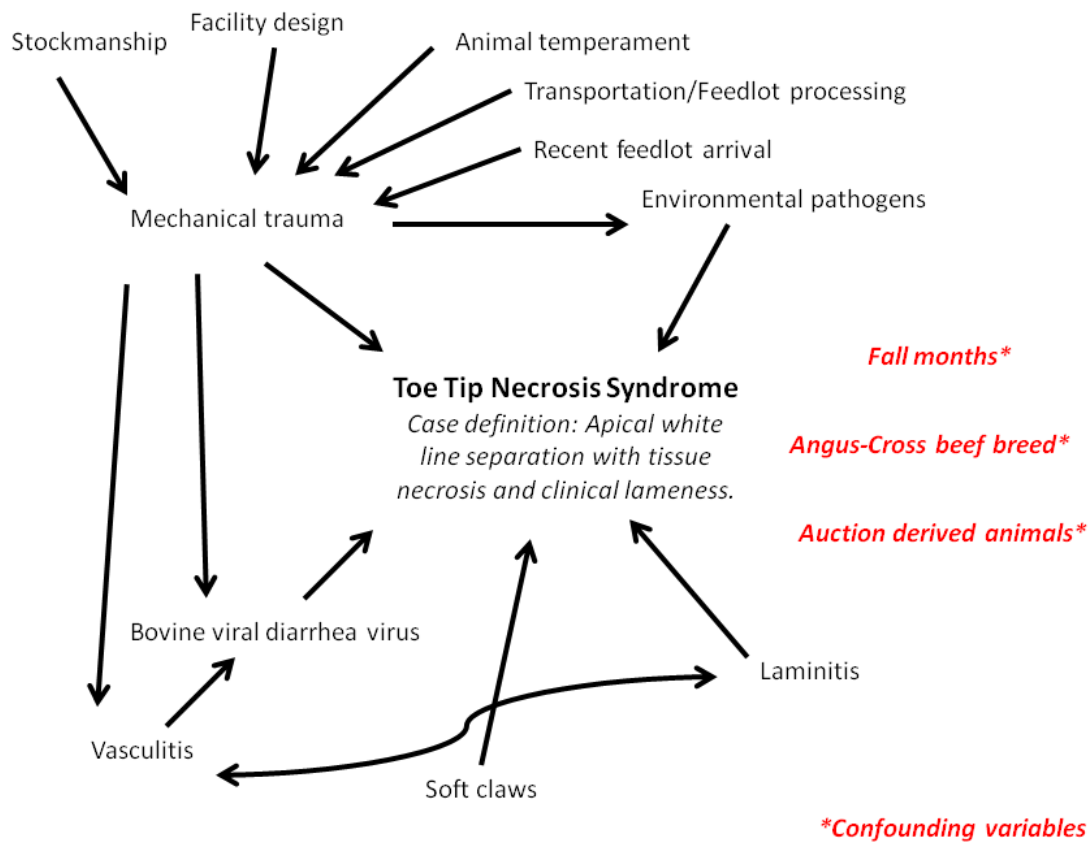 Facility design
Stockmanship
Animal temperament
Transportation/Feedlot processing
Recent feedlot arrival
Environmental pathogens
Mechanical trauma
Fall months*
Toe Tip Necrosis Syndrome
Case definition: Apical white
line separation with tissue
necrosis and clinical lameness.
Angus-Cross beef breed*
Auction derived animals*
Bovine viral diarrhea virus
Laminitis
Vasculitis
Soft claws
*Confounding variables